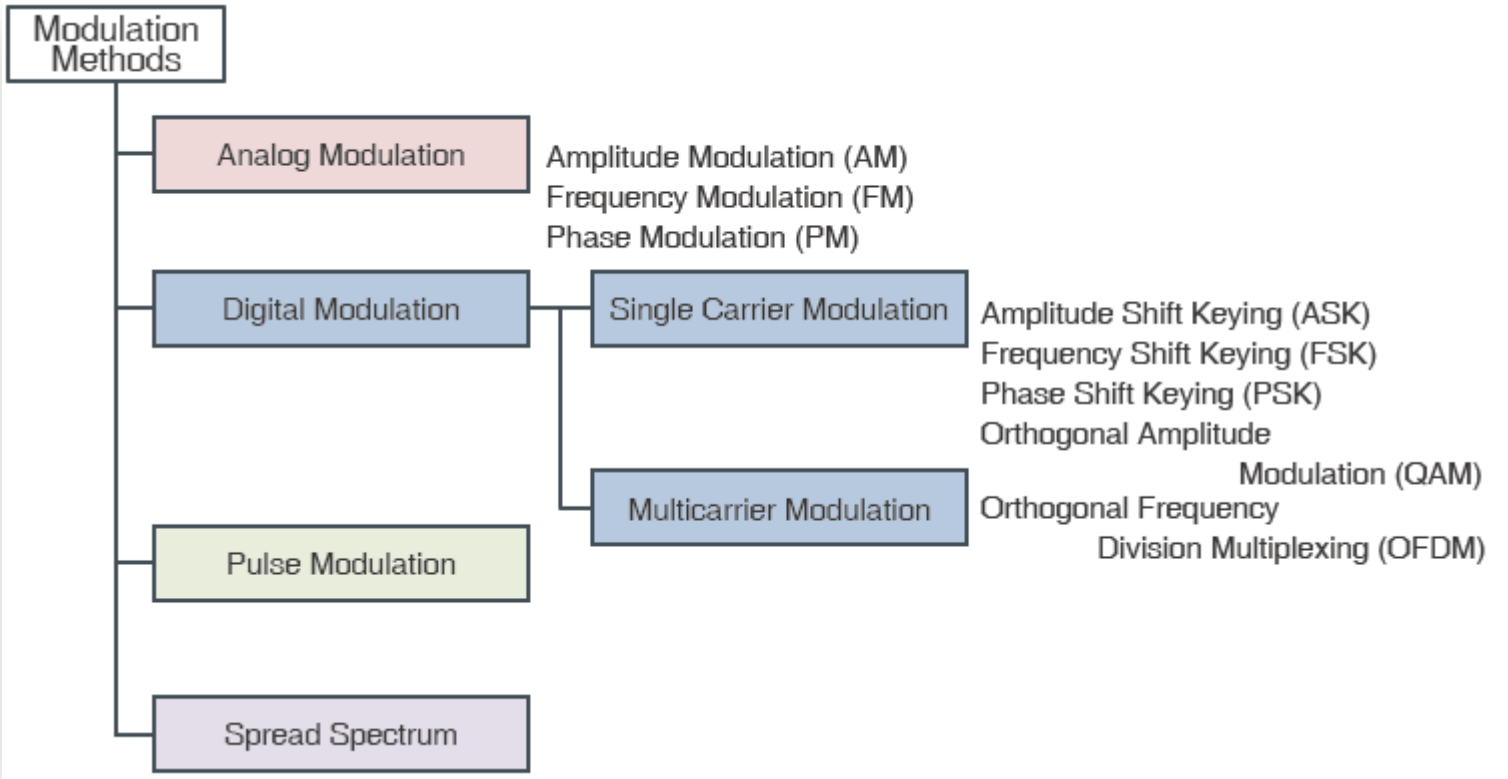 Modulation
Methods
Analog Modulation
Amplitude Modulation (AM)
Frequency Modulation (FM)
Phase Modulation (PM)
Digital Modulation
Single Carrier Modulation
Amplitude Shift Keying (ASK)
Frequency Shift Keying (FSK)
Phase Shift Keying (PSK)
Orthogonal Amplitude
Modulation (QAM)
Multicarrier Modulation
Orthogonal Frequency
Division Multiplexing (OFDM)
Pulse Modulation
Spread Spectrum